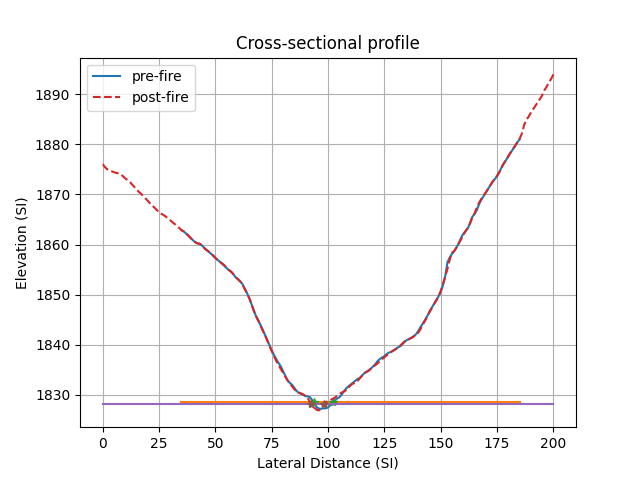 Cross-sectional profile
pre-fire
post-fire
Elevation (SI)
1890
1880
1870
1860
1850
1840
1830
0 25 50 75 100 125 150 175 200
Lateral Distance (SI)